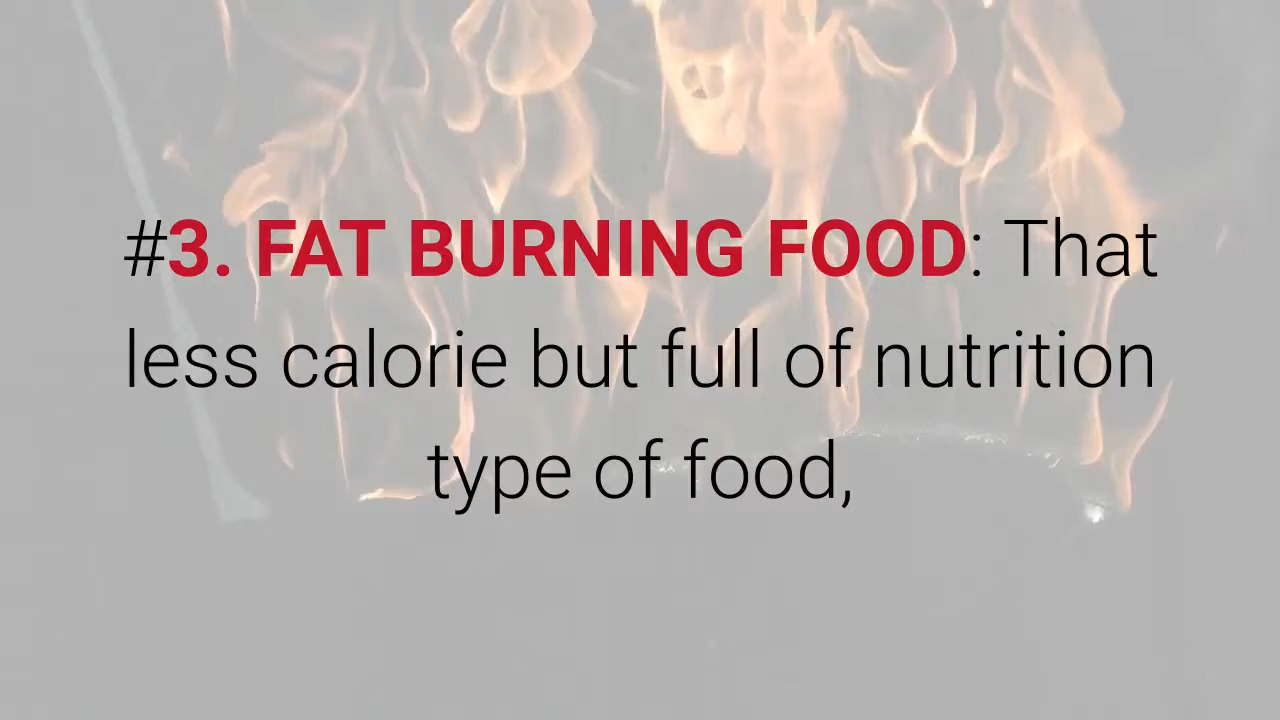 #3. FAT BURNING FOOD: That
less calorie but full of nutrition
type of food,